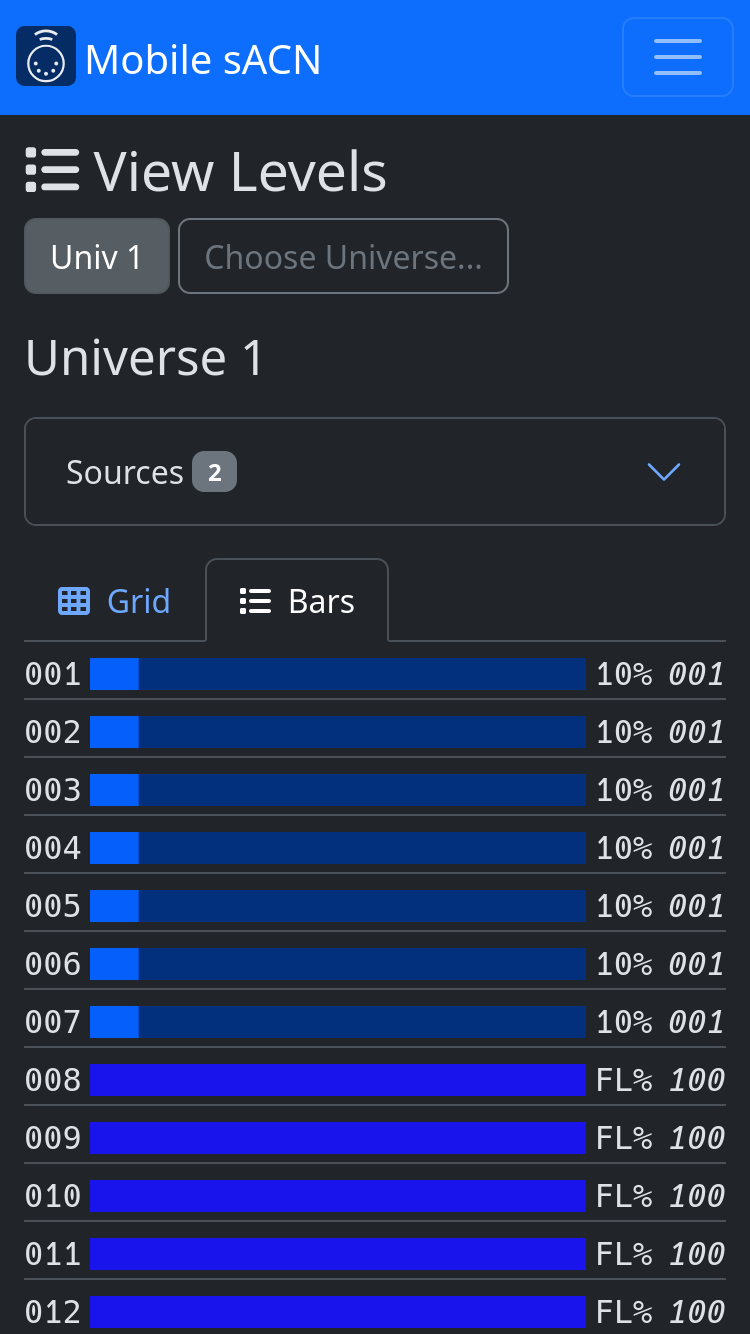 Mobile sACN
View Levels
Univ 1 Choose Universe...
Universe 1
Sources 2
Grid Bars
001 10% 001
002 10% 001
003 10% 001
004 10% 001
005 10% 001
006 10% 001
007 10% 001
008 FL% 100
009 FL% 100
010 FL% 100
011 FL% 100
012 FL% 100